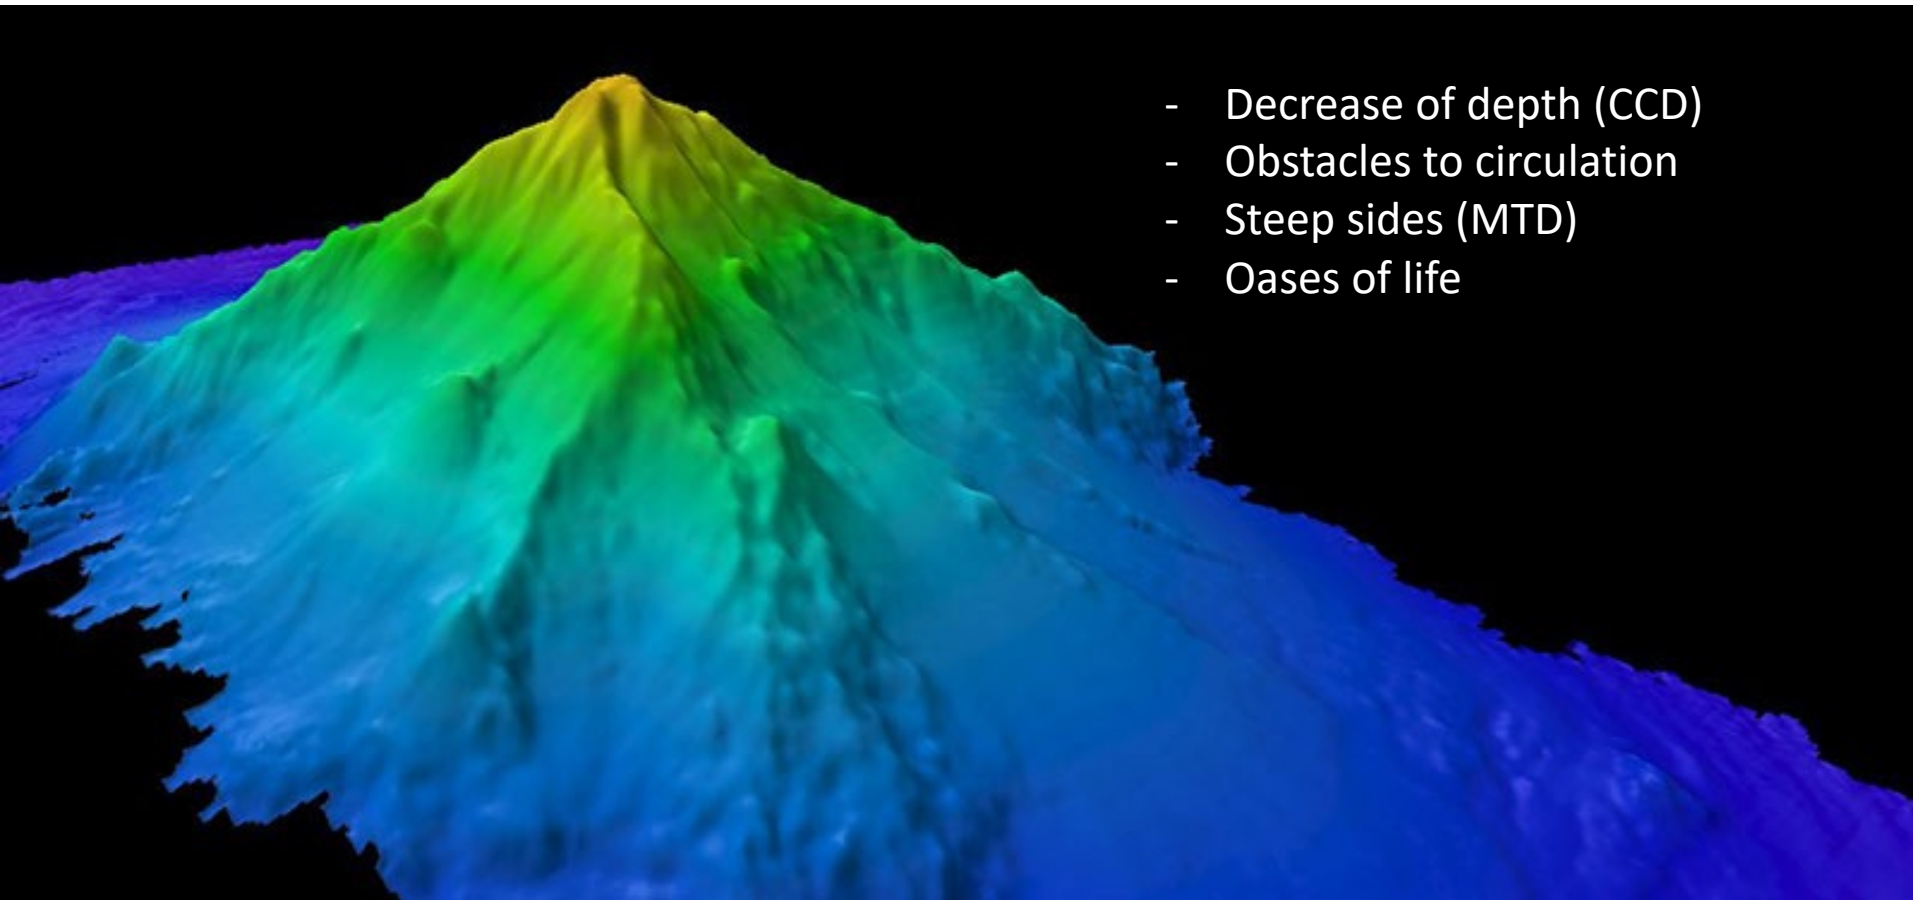 - Decrease of depth (CCD)
- Obstacles to circulation
- Steep sides (MTD)
- Oases of life